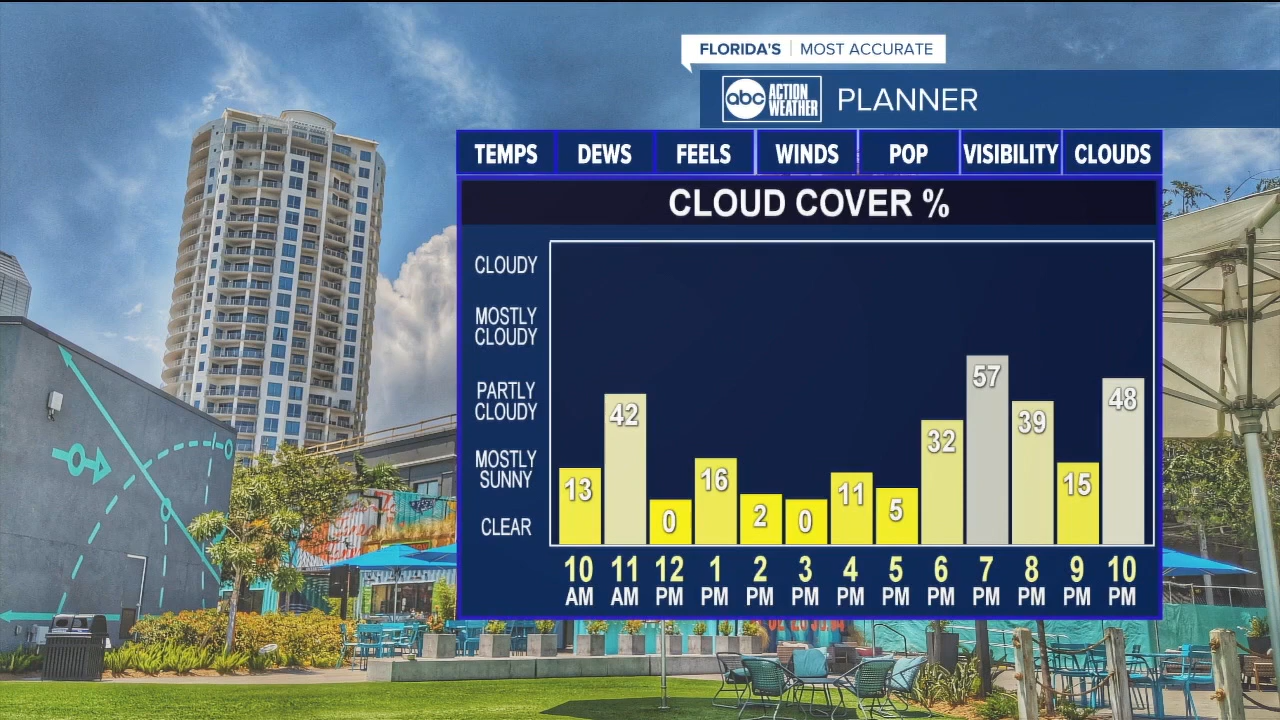 FLORIDA'S | MOST ACCURATE
abc ACTION WEATHER PLANNER
TEMPS DEWS FEELS WINDS POP VISIBILITY CLOUDS
CLOUD COVER %
CLOUDY
MOSTLY
CLOUDY
PARTLY
CLOUDY
MOSTLY
SUNNY
CLEAR
13 42 0 16 2 0 11 5 32 57 39 15 48
10 11 12 1 2 3 4 5 6 7 8 9 10
AM AM PM PM PM PM PM PM PM PM PM PM PM